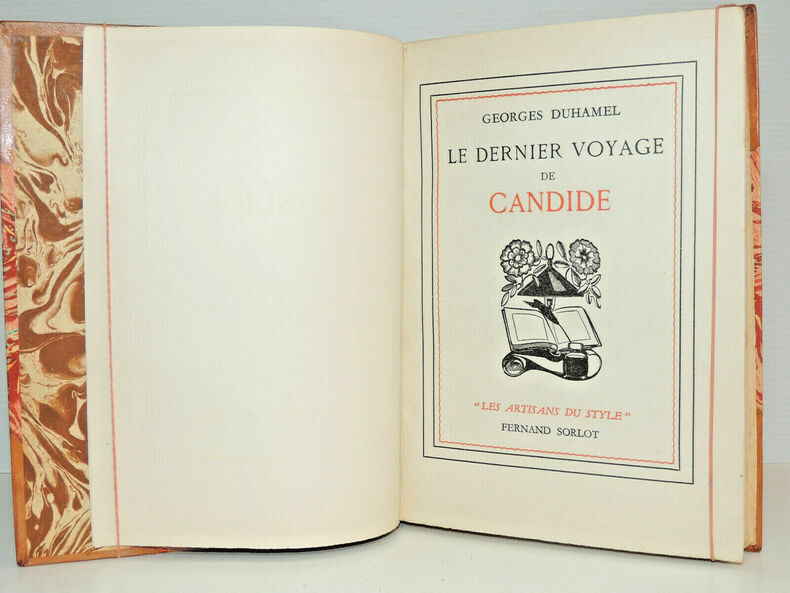 GEORGES DUHAMEL
LE DERNIER VOYAGE
DE
CANDIDE
"LES ARTISANS DU STYLE"
FERNAND SORLOT